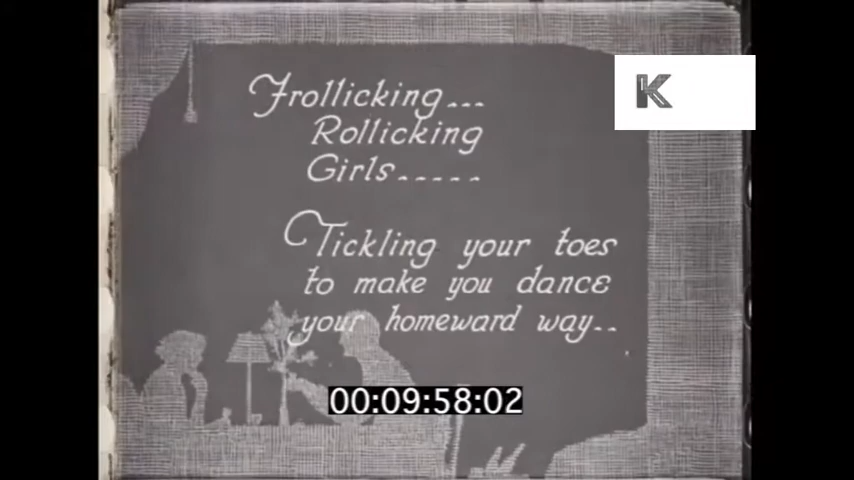 Frollicking...
Rollicking
Girls.....
Tickling your toes
to make you dance
your homeward way..
00:09:58:02
K